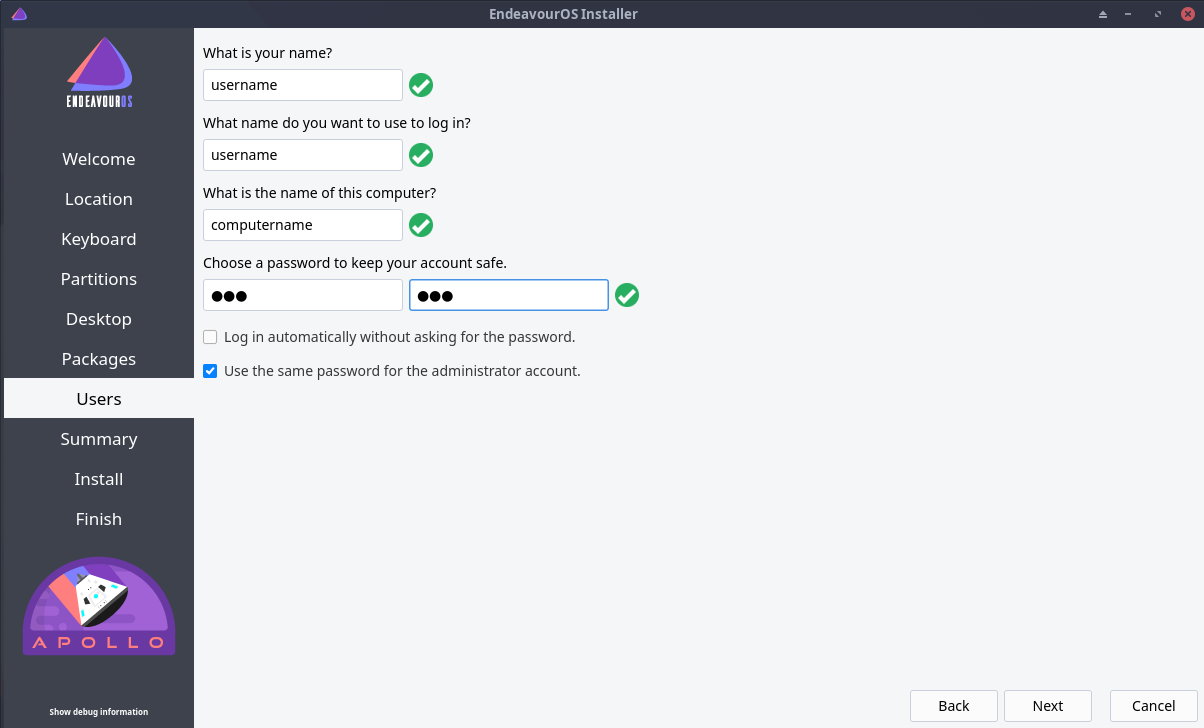 EndeavourOS Installer
ENDEAVOUROS
Welcome
Location
Keyboard
Partitions
Desktop
Packages
Users
Summary
Install
Finish
APOLLO
Show debug information
What is your name?
username
What name do you want to use to log in?
username
What is the name of this computer?
computername
Choose a password to keep your account safe.
●●● ●●●
Log in automatically without asking for the password.
Use the same password for the administrator account.
Back Next Cancel